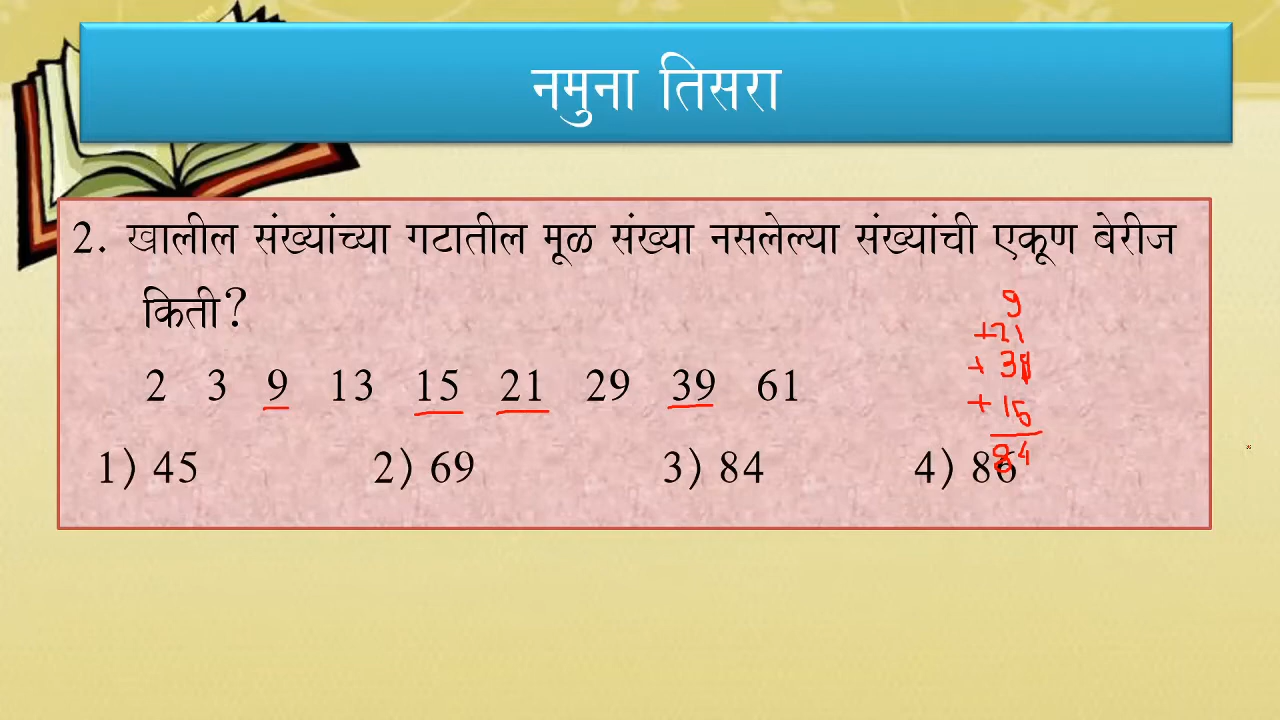 नमुना तिसरा
2. खालील संख्यांच्या गटातील मूळ संख्या नसलेल्या संख्यांची एकूण बेरीज
किती?
2 3 9 13 15 21 29 39 61
1) 45 2) 69 3) 84 4) 86
9
+21
+39
+15
84